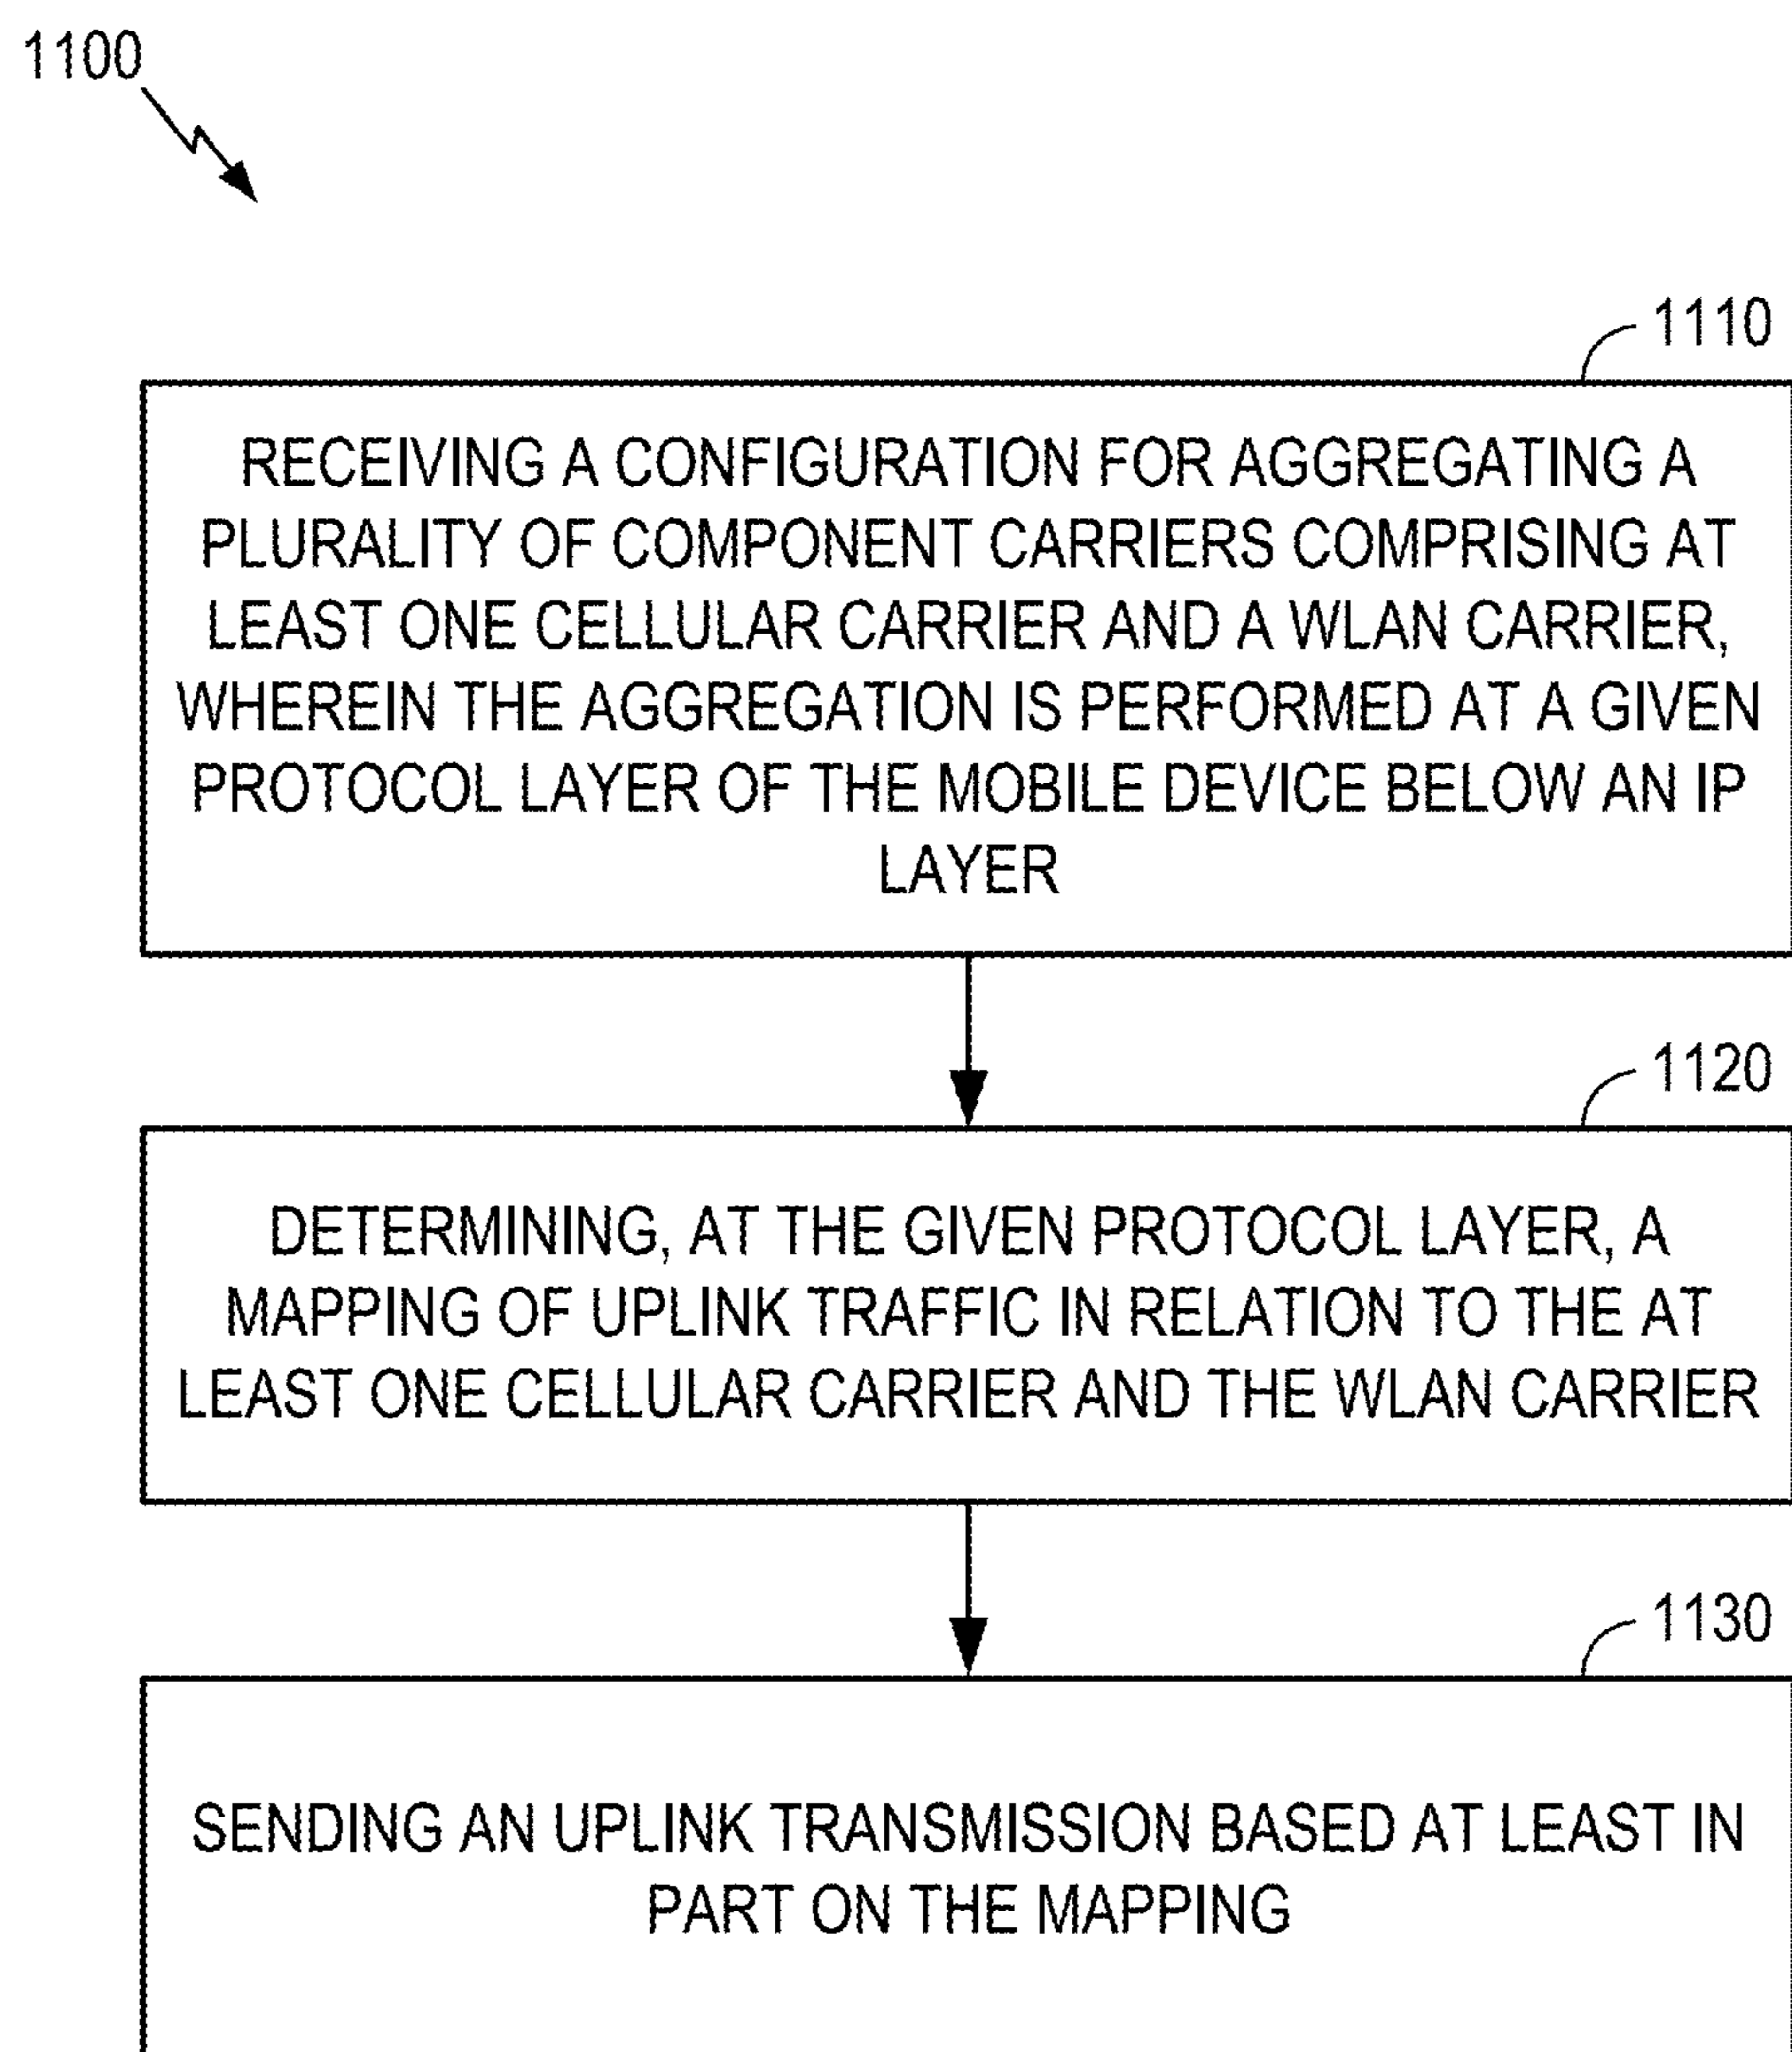 1100
1110
RECEIVING A CONFIGURATION FOR AGGREGATING A
PLURALITY OF COMPONENT CARRIERS COMPRISING AT
LEAST ONE CELLULAR CARRIER AND A WLAN CARRIER,
WHEREIN THE AGGREGATION IS PERFORMED AT A GIVEN
PROTOCOL LAYER OF THE MOBILE DEVICE BELOW AN IP
LAYER
1120
DETERMINING, AT THE GIVEN PROTOCOL LAYER, A
MAPPING OF UPLINK TRAFFIC IN RELATION TO THE AT
LEAST ONE CELLULAR CARRIER AND THE WLAN CARRIER
1130
SENDING AN UPLINK TRANSMISSION BASED AT LEAST IN
PART ON THE MAPPING